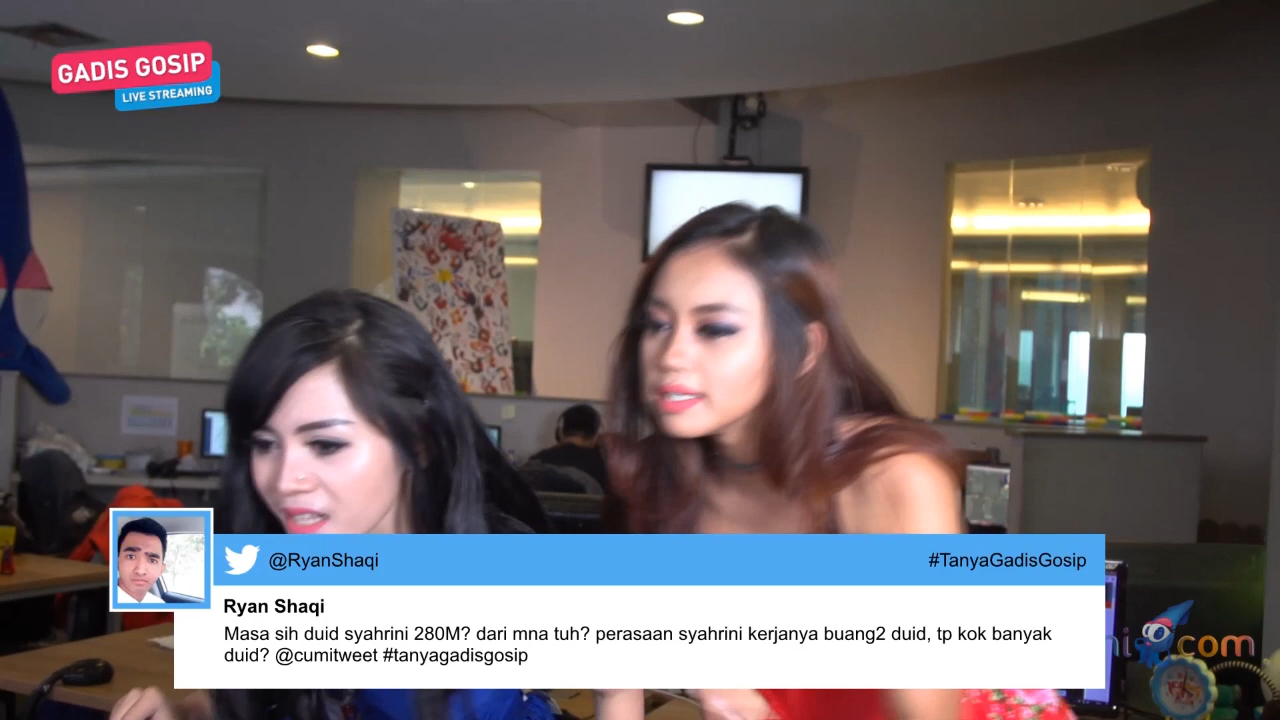 GADIS GOSIP
LIVE STREAMING
@RyanShaqi
#TanyaGadisGosip
Ryan Shaqi
Masa sih duid syahrini 280M? dari mna tuh? perasaan syahrini kerjanya buang2 duid, tp kok banyak
duid? @cumitweet #tanyagadisgosip
com